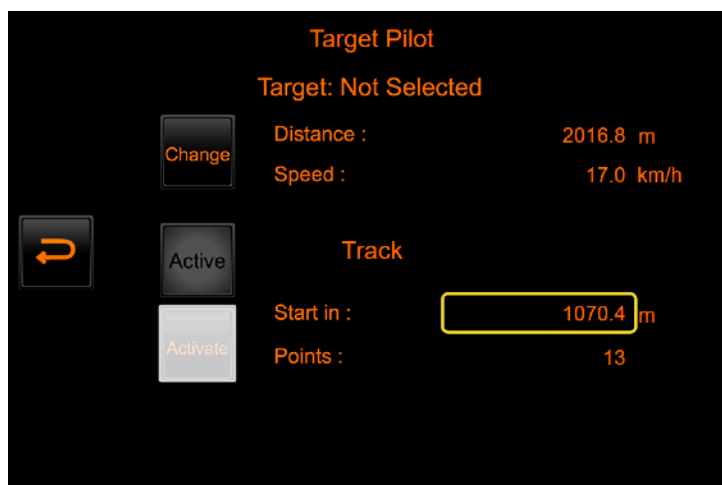 Target Pilot
Target: Not Selected
Change
Distance : 2016.8 m
Speed : 17.0 km/h
Active
Track
Activate
Start in : 1070.4 m
Points : 13